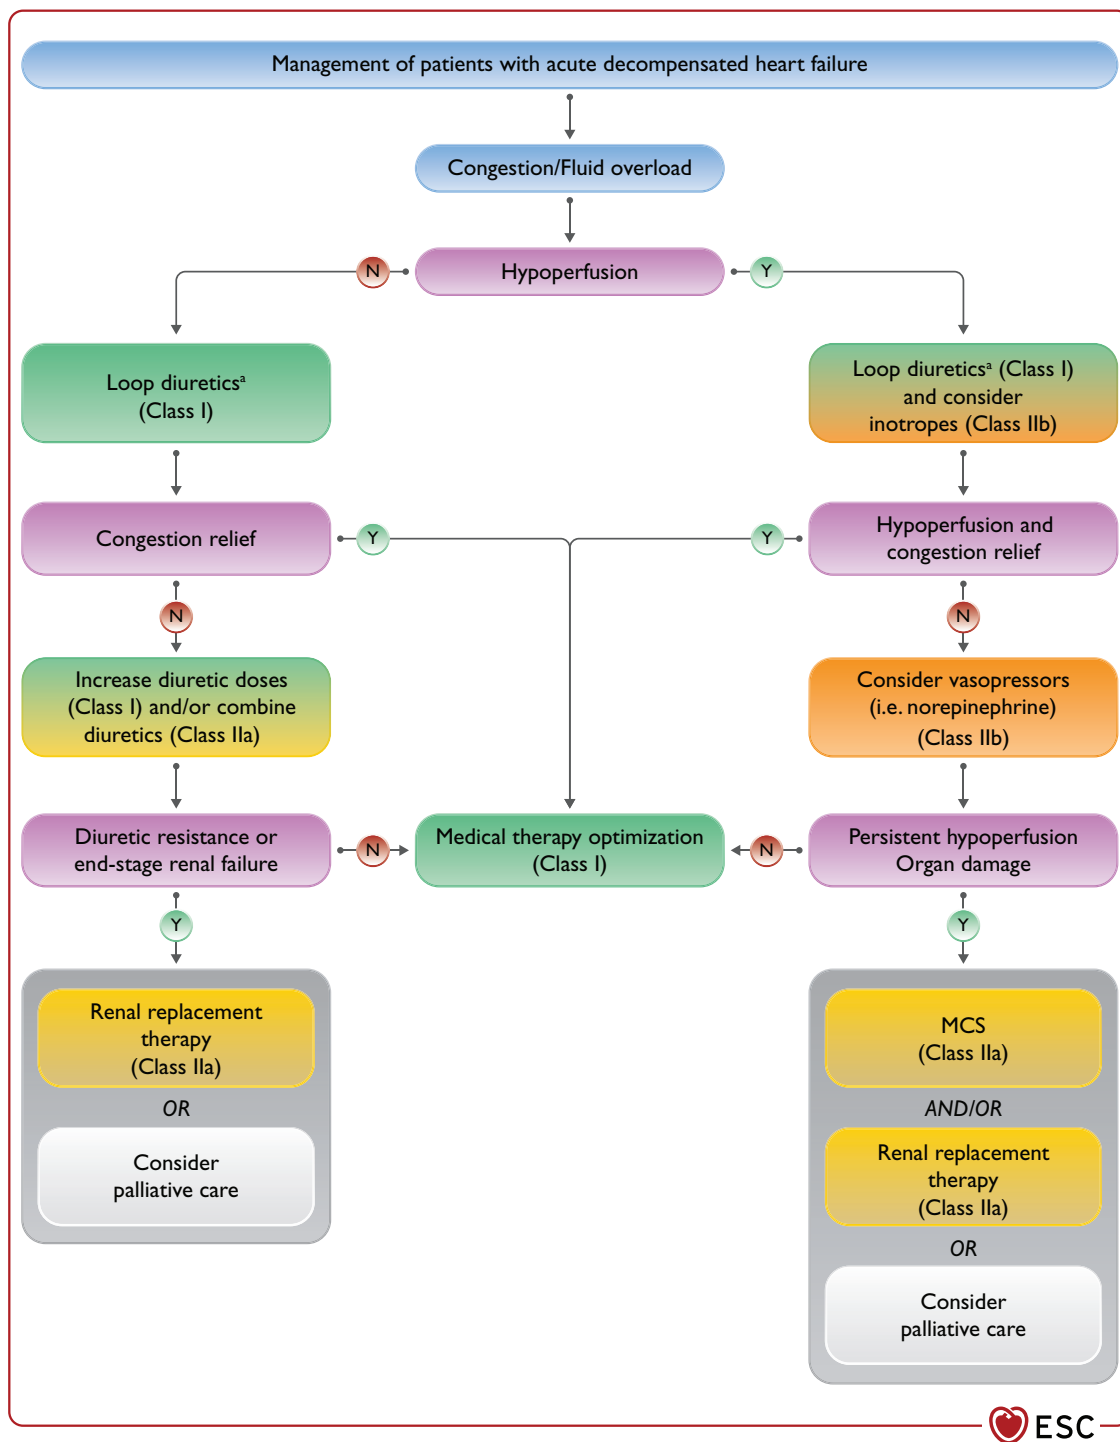 Management of patients with acute decompensated heart failure
Congestion/Fluid overload
Hypoperfusion
N
Y
Loop diureticsᵃ
(Class I)
Loop diureticsᵃ (Class I)
and consider
inotropes (Class IIb)
Congestion relief
Y
Y
Hypoperfusion and
congestion relief
N
N
Increase diuretic doses
(Class I) and/or combine
diuretics (Class IIa)
Consider vasopressors
(i.e. norepinephrine)
(Class IIb)
Diuretic resistance or
end-stage renal failure
N
Medical therapy optimization
(Class I)
N
Persistent hypoperfusion
Organ damage
Y
Y
Renal replacement
therapy
(Class IIa)
OR
Consider
palliative care
MCS
(Class IIa)
AND/OR
Renal replacement
therapy
(Class IIa)
OR
Consider
palliative care
ESC